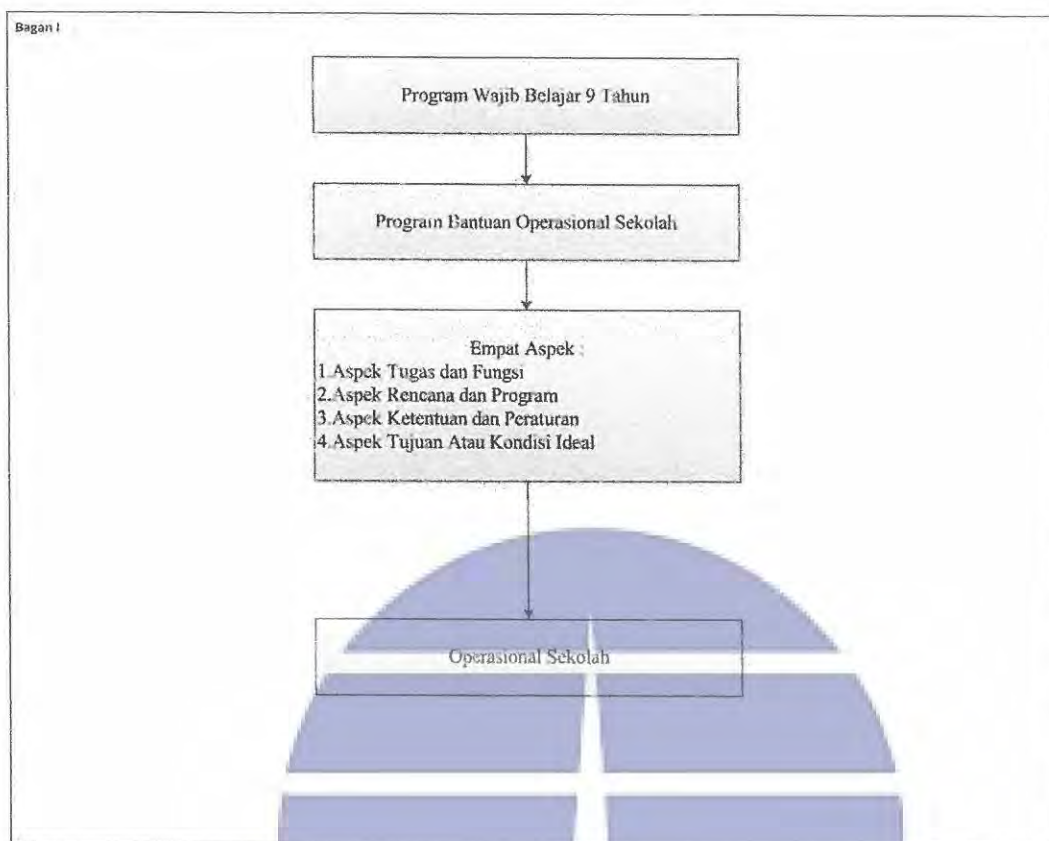 Bagan I
Program Wajib Belajar 9 Tahun
Program Bantuan Operasional Sekolah
Empat Aspek :
1.Aspek Tugas dan Fungsi
2.Aspek Rencana dan Program
3.Aspek Ketentuan dan Peraturan
4.Aspek Tujuan Atau Kondisi Ideal
Operasional Sekolah